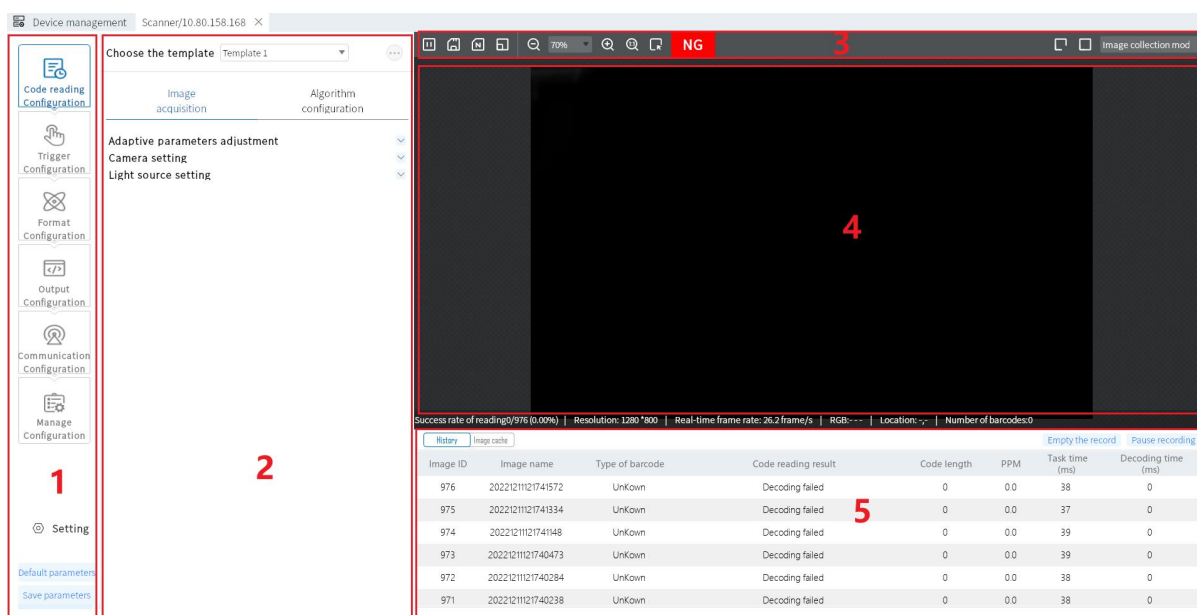 Device management Scanner/10.80.158.168
Code reading
Configuration
Trigger
Configuration
Format
Configuration
Output
Configuration
Communication
Configuration
Manage
Configuration
1
Setting
Default parameters
Save parameters
Choose the template Template 1
Image
acquisition
Algorithm
configuration
Adaptive parameters adjustment
Camera setting
Light source setting
2
70% NG 3 Image collection mod
4
Success rate of reading0/976 (0.00%) | Resolution: 1280 *800 | Real-time frame rate: 26.2 frame/s | RGB:- - - | Location: -,- | Number of barcodes:0
History Image cache Empty the record Pause recording
Image ID Image name Type of barcode Code reading result Code length PPM Task time (ms) Decoding time (ms)
976 20221211121741572 UnKown Decoding failed 0 0.0 38 0
975 20221211121741334 UnKown Decoding failed 0 0.0 37 0
974 20221211121741148 UnKown Decoding failed 0 0.0 39 0
973 20221211121740473 UnKown Decoding failed 0 0.0 39 0
972 20221211121740284 UnKown Decoding failed 0 0.0 38 0
971 20221211121740238 UnKown Decoding failed 0 0.0 38 0
5